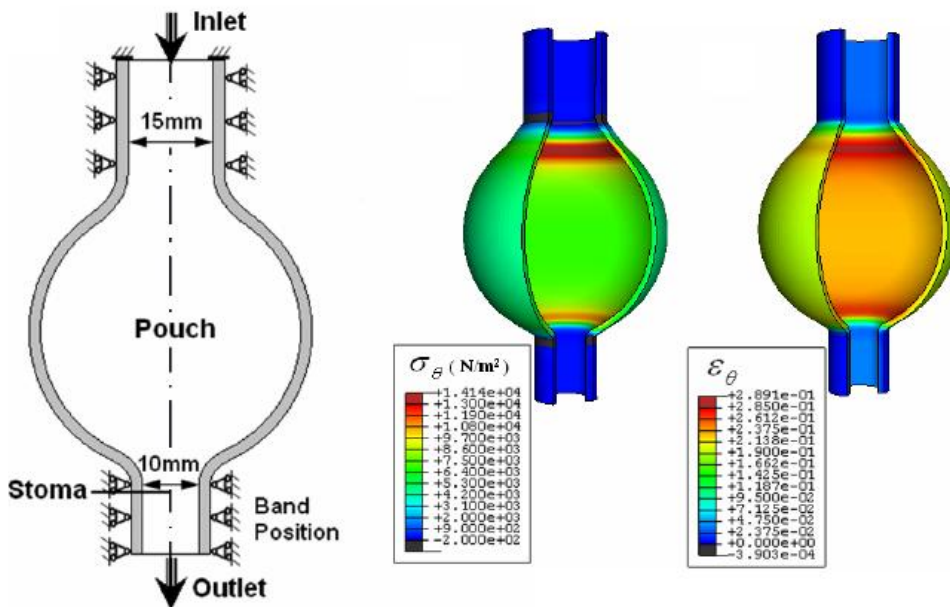 Inlet
15mm
Pouch
10mm
Stoma
Band
Position
Outlet
σθ (N/m²)
+1.414e+04
+1.300e+04
+1.190e+04
+1.080e+04
+9.700e+03
+8.600e+03
+7.500e+03
+6.400e+03
+5.300e+03
+4.200e+03
+3.100e+03
+2.000e+03
+9.000e+02
-2.000e+02
εθ
+2.891e-01
+2.850e-01
+2.612e-01
+2.375e-01
+2.138e-01
+1.900e-01
+1.662e-01
+1.425e-01
+1.187e-01
+9.500e-02
+7.125e-02
+4.750e-02
+2.375e-02
+0.000e+00
-3.903e-04